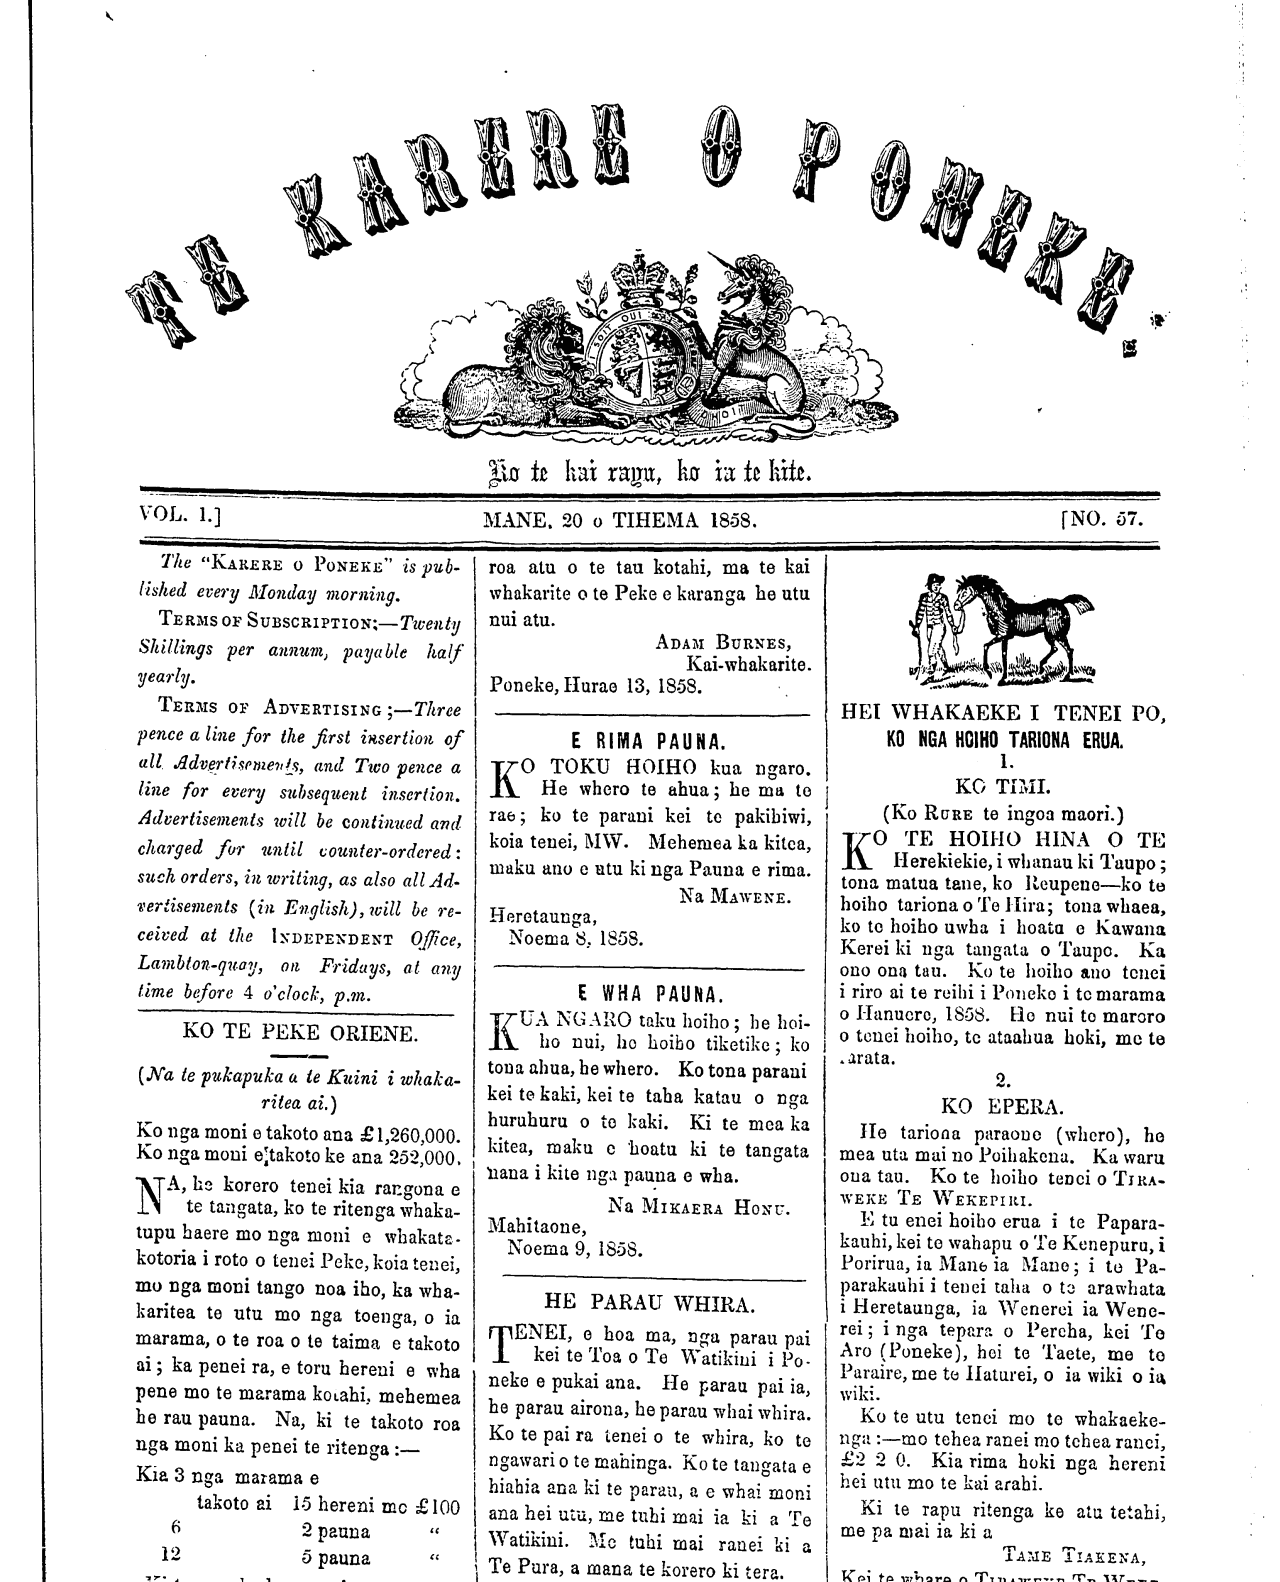 TE KARERE O PONEKE.
SOIT QUI
Ko te kai rapu, ko ia te kite.
VOL. 1.]
MANE, 20 o TIHEMA 1858.
[NO. 57.
The "KARERE O PONEKE" is pub-
lished every Monday morning.
TERMS OF SUBSCRIPTION:—Twenty
Shillings per annum, payable half
yearly.
TERMS OF ADVERTISING;—Three
pence a line for the first insertion of
all Advertisements, and Two pence a
line for every subsequent insertion.
Advertisements will be continued and
charged for until counter-ordered:
such orders, in writing, as also all Ad-
vertisements (in English), will be re-
ceived at the INDEPENDENT Office,
Lambton-quay, on Fridays, at any
time before 4 o'clock, p.m.
KO TE PEKE ORIENE.
(Na te pukapuka a te Kuini i whaka-
ritea ai.)
Ko nga moni e takoto ana £1,260,000.
Ko nga moni e takoto ke ana 252,000.
NA, he korero tenei kia rangona e
te tangata, ko te ritenga whaka-
tupu haere mo nga moni e whakata-
kotoria i roto o tenei Peke, koia tenei,
mo nga moni tango noa iho, ka wha-
karitea te utu mo nga toenga, o ia
marama, o te roa o te taima e takoto
ai; ka penei ra, e toru hereni e wha
pene mo te marama kotahi, mehemea
he rau pauna. Na, ki te takoto roa
nga moni ka penei te ritenga:—
Kia 3 nga marama e
takoto ai 15 hereni mo £100
6 2 pauna "
12 5 pauna "
roa atu o te tau kotahi, ma te kai
whakarite o te Peke e karanga he utu
nui atu.
ADAM BURNES,
Kai-whakarite.
Poneke, Hurae 13, 1858.
E RIMA PAUNA.
KO TOKU HOIHO kua ngaro.
He whero te ahua; he ma te
rae; ko te parani kei te pakihiwi,
koia tenei, MW. Mehemea ka kitea,
maku ano e utu ki nga Pauna e rima.
Na MAWENE.
Heretaunga,
Noema 8, 1858.
E WHA PAUNA.
KUA NGARO taku hoiho; he hoi-
ho nui, he hoiho tiketike; ko
tona ahua, he whero. Ko tona parani
kei te kaki, kei te taha katau o nga
huruhuru o te kaki. Ki te mea ka
kitea, maku e hoatu ki te tangata
nana i kite nga pauna e wha.
Na MIKAERA HONU.
Mahitaone,
Noema 9, 1858.
HE PARAU WHIRA.
TENEI, e hoa ma, nga parau pai
kei te Toa o Te Watikini i Po-
neke e pukai ana. He parau pai ia,
he parau airona, he parau whai whira.
Ko te pai ra tenei o te whira, ko te
ngawari o te mahinga. Ko te tangata e
hiahia ana ki te parau, a e whai moni
ana hei utu, me tuhi mai ia ki a Te
Watikini. Me tuhi mai ranei ki a
Te Pura, a mana te korero ki tera.
HEI WHAKAEKE I TENEI PO,
KO NGA HOIHO TARIONA ERUA.
1.
KO TIMI.
(Ko RURE te ingoa maori.)
KO TE HOIHO HINA O TE
Herekiekie, i whanau ki Taupo;
tona matua tane, ko Reupene—ko te
hoiho tariona o Te Hira; tona whaea,
ko te hoiho uwha i hoatu e Kawana
Kerei ki nga tangata o Taupo. Ka
ono ona tau. Ko te hoiho ano tenei
i riro ai te reihi i Poneke i te marama
o Hanuere, 1858. He nui te maroro
o tenei hoiho, te ataahua hoki, me te
arata.
2.
KO EPERA.
He tariona paraone (whero), he
mea uta mai no Poihakena. Ka waru
ona tau. Ko te hoiho tenei o TIRA-
WEKE TE WEKEPIRI.
E tu enei hoiho erua i te Papara-
kauhi, kei te wahapu o Te Kenepuru, i
Porirua, ia Mane ia Mane; i te Pa-
parakauhi i tenei taha o te arawhata
i Heretaunga, ia Wenerei ia Wene-
rei; i nga tepara o Percha, kei Te
Aro (Poneke), hei te Taete, me te
Paraire, me te Haturei, o ia wiki o ia
wiki.
Ko te utu tenei mo te whakaeke-
nga:—mo tehea ranei mo tehea ranei,
£2 2 0. Kia rima hoki nga hereni
hei utu mo te kai arahi.
Ki te rapu ritenga ke atu tetahi,
me pa mai ia ki a
TAME TIAKENA,
Kei te whare o